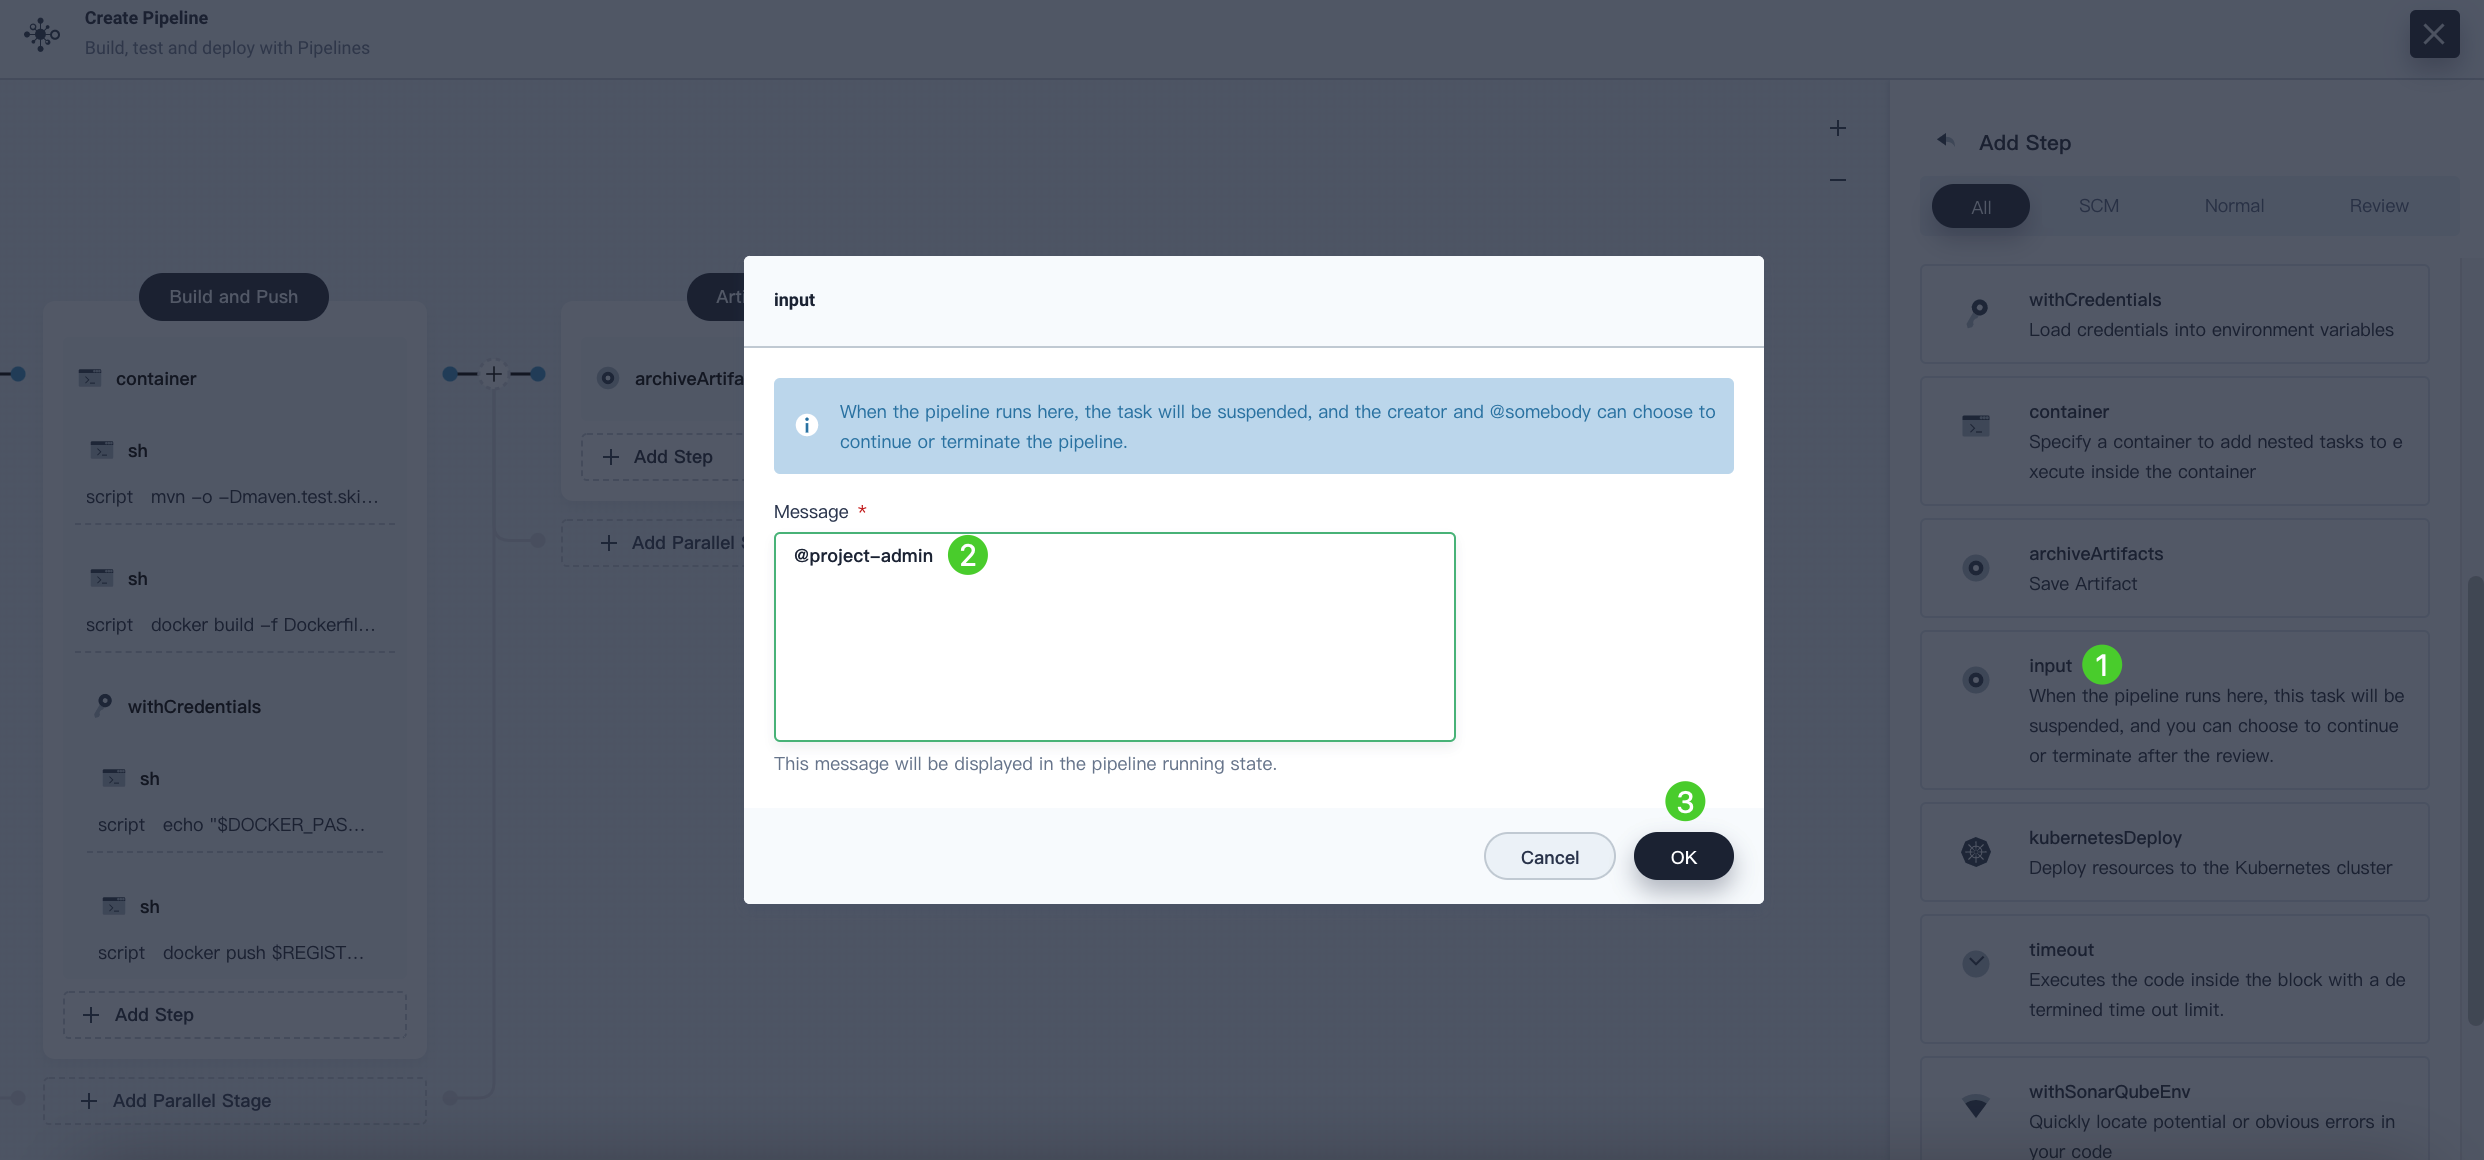 Create Pipeline
Build, test and deploy with Pipelines
Build and Push
container
sh
script mvn -o -Dmaven.test.ski...
sh
script docker build -f Dockerfil...
withCredentials
sh
script echo "$DOCKER_PAS...
sh
script docker push $REGIST...
Add Step
Add Parallel Stage
Arti
archiveArtifa
Add Step
Add Parallel S
input
When the pipeline runs here, the task will be suspended, and the creator and @somebody can choose to
continue or terminate the pipeline.
Message *
@project-admin 2
This message will be displayed in the pipeline running state.
3
Cancel
OK
Add Step
All
SCM
Normal
Review
withCredentials
Load credentials into environment variables
container
Specify a container to add nested tasks to e
xecute inside the container
archiveArtifacts
Save Artifact
input 1
When the pipeline runs here, this task will be
suspended, and you can choose to continue
or terminate after the review.
kubernetesDeploy
Deploy resources to the Kubernetes cluster
timeout
Executes the code inside the block with a de
termined time out limit.
withSonarQubeEnv
Quickly locate potential or obvious errors in
your code